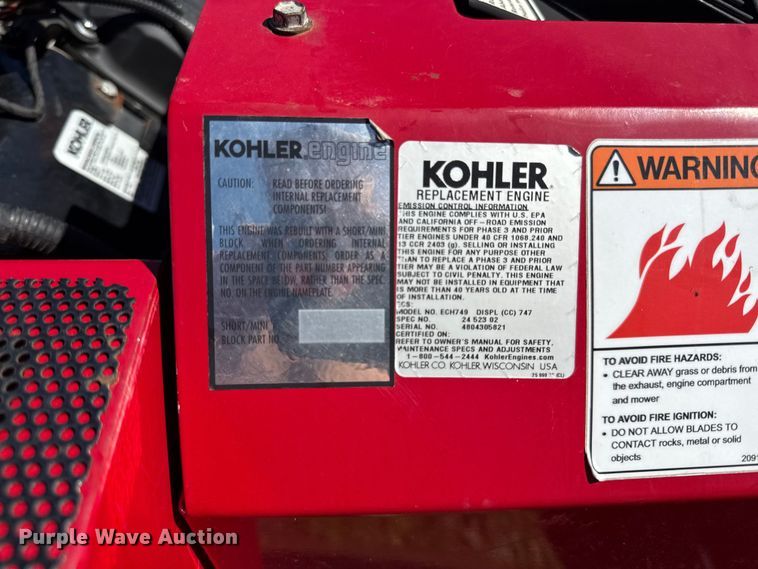 KOHLER
KOHLER engine
CAUTION: READ BEFORE ORDERING
INTERNAL REPLACEMENT
COMPONENTS!
THIS ENGINE WAS REBUILT WITH A SHORT/MINI
BLOCK WHEN ORDERING INTERNAL
REPLACEMENT COMPONENTS, ORDER AS A
COMPONENT OF THE PART NUMBER APPEARING
IN THE SPACE BELOW, RATHER THAN THE SPEC.
NO. ON THE ENGINE NAMEPLATE.
SHORT/MINI
BLOCK PART NO.
KOHLER
REPLACEMENT ENGINE
EMISSION CONTROL INFORMATION
THIS ENGINE COMPLIES WITH U.S. EPA
AND CALIFORNIA OFF-ROAD EMISSION
REQUIREMENTS FOR PHASE 3 AND PRIOR
TIER ENGINES UNDER 40 CFR 1068.240 AND
13 CCR 2403 (g). SELLING OR INSTALLING
THIS ENGINE FOR ANY PURPOSE OTHER
THAN TO REPLACE A PHASE 3 AND PRIOR
TIER MAY BE A VIOLATION OF FEDERAL LAW
SUBJECT TO CIVIL PENALTY. THIS ENGINE
MAY NOT BE INSTALLED IN EQUIPMENT THAT
IS MORE THAN 40 YEARS OLD AT THE TIME
OF INSTALLATION.
ECS:
MODEL NO. ECH749 DISPL (CC) 747
SPEC NO. 24 523 02
SERIAL NO. 4804305821
CERTIFIED ON:
REFER TO OWNER'S MANUAL FOR SAFETY,
MAINTENANCE SPECS AND ADJUSTMENTS
1-800-544-2444 KohlerEngines.com
KOHLER CO. KOHLER, WISCONSIN USA
WARNING
TO AVOID FIRE HAZARDS:
• CLEAR AWAY grass or debris from
the exhaust, engine compartment
and mower
TO AVOID FIRE IGNITION:
• DO NOT ALLOW BLADES TO
CONTACT rocks, metal or solid
objects
2091
Purple Wave Auction